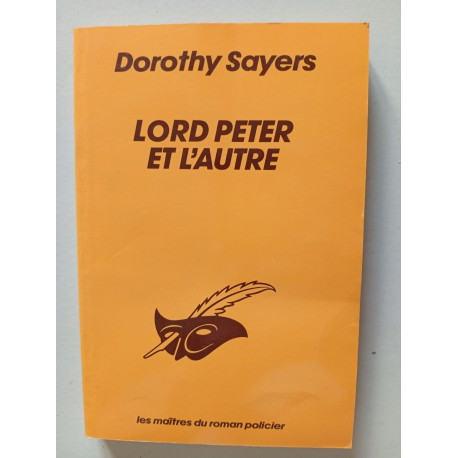 Dorothy Sayers
LORD PETER
ET L'AUTRE
les maîtres du roman policier